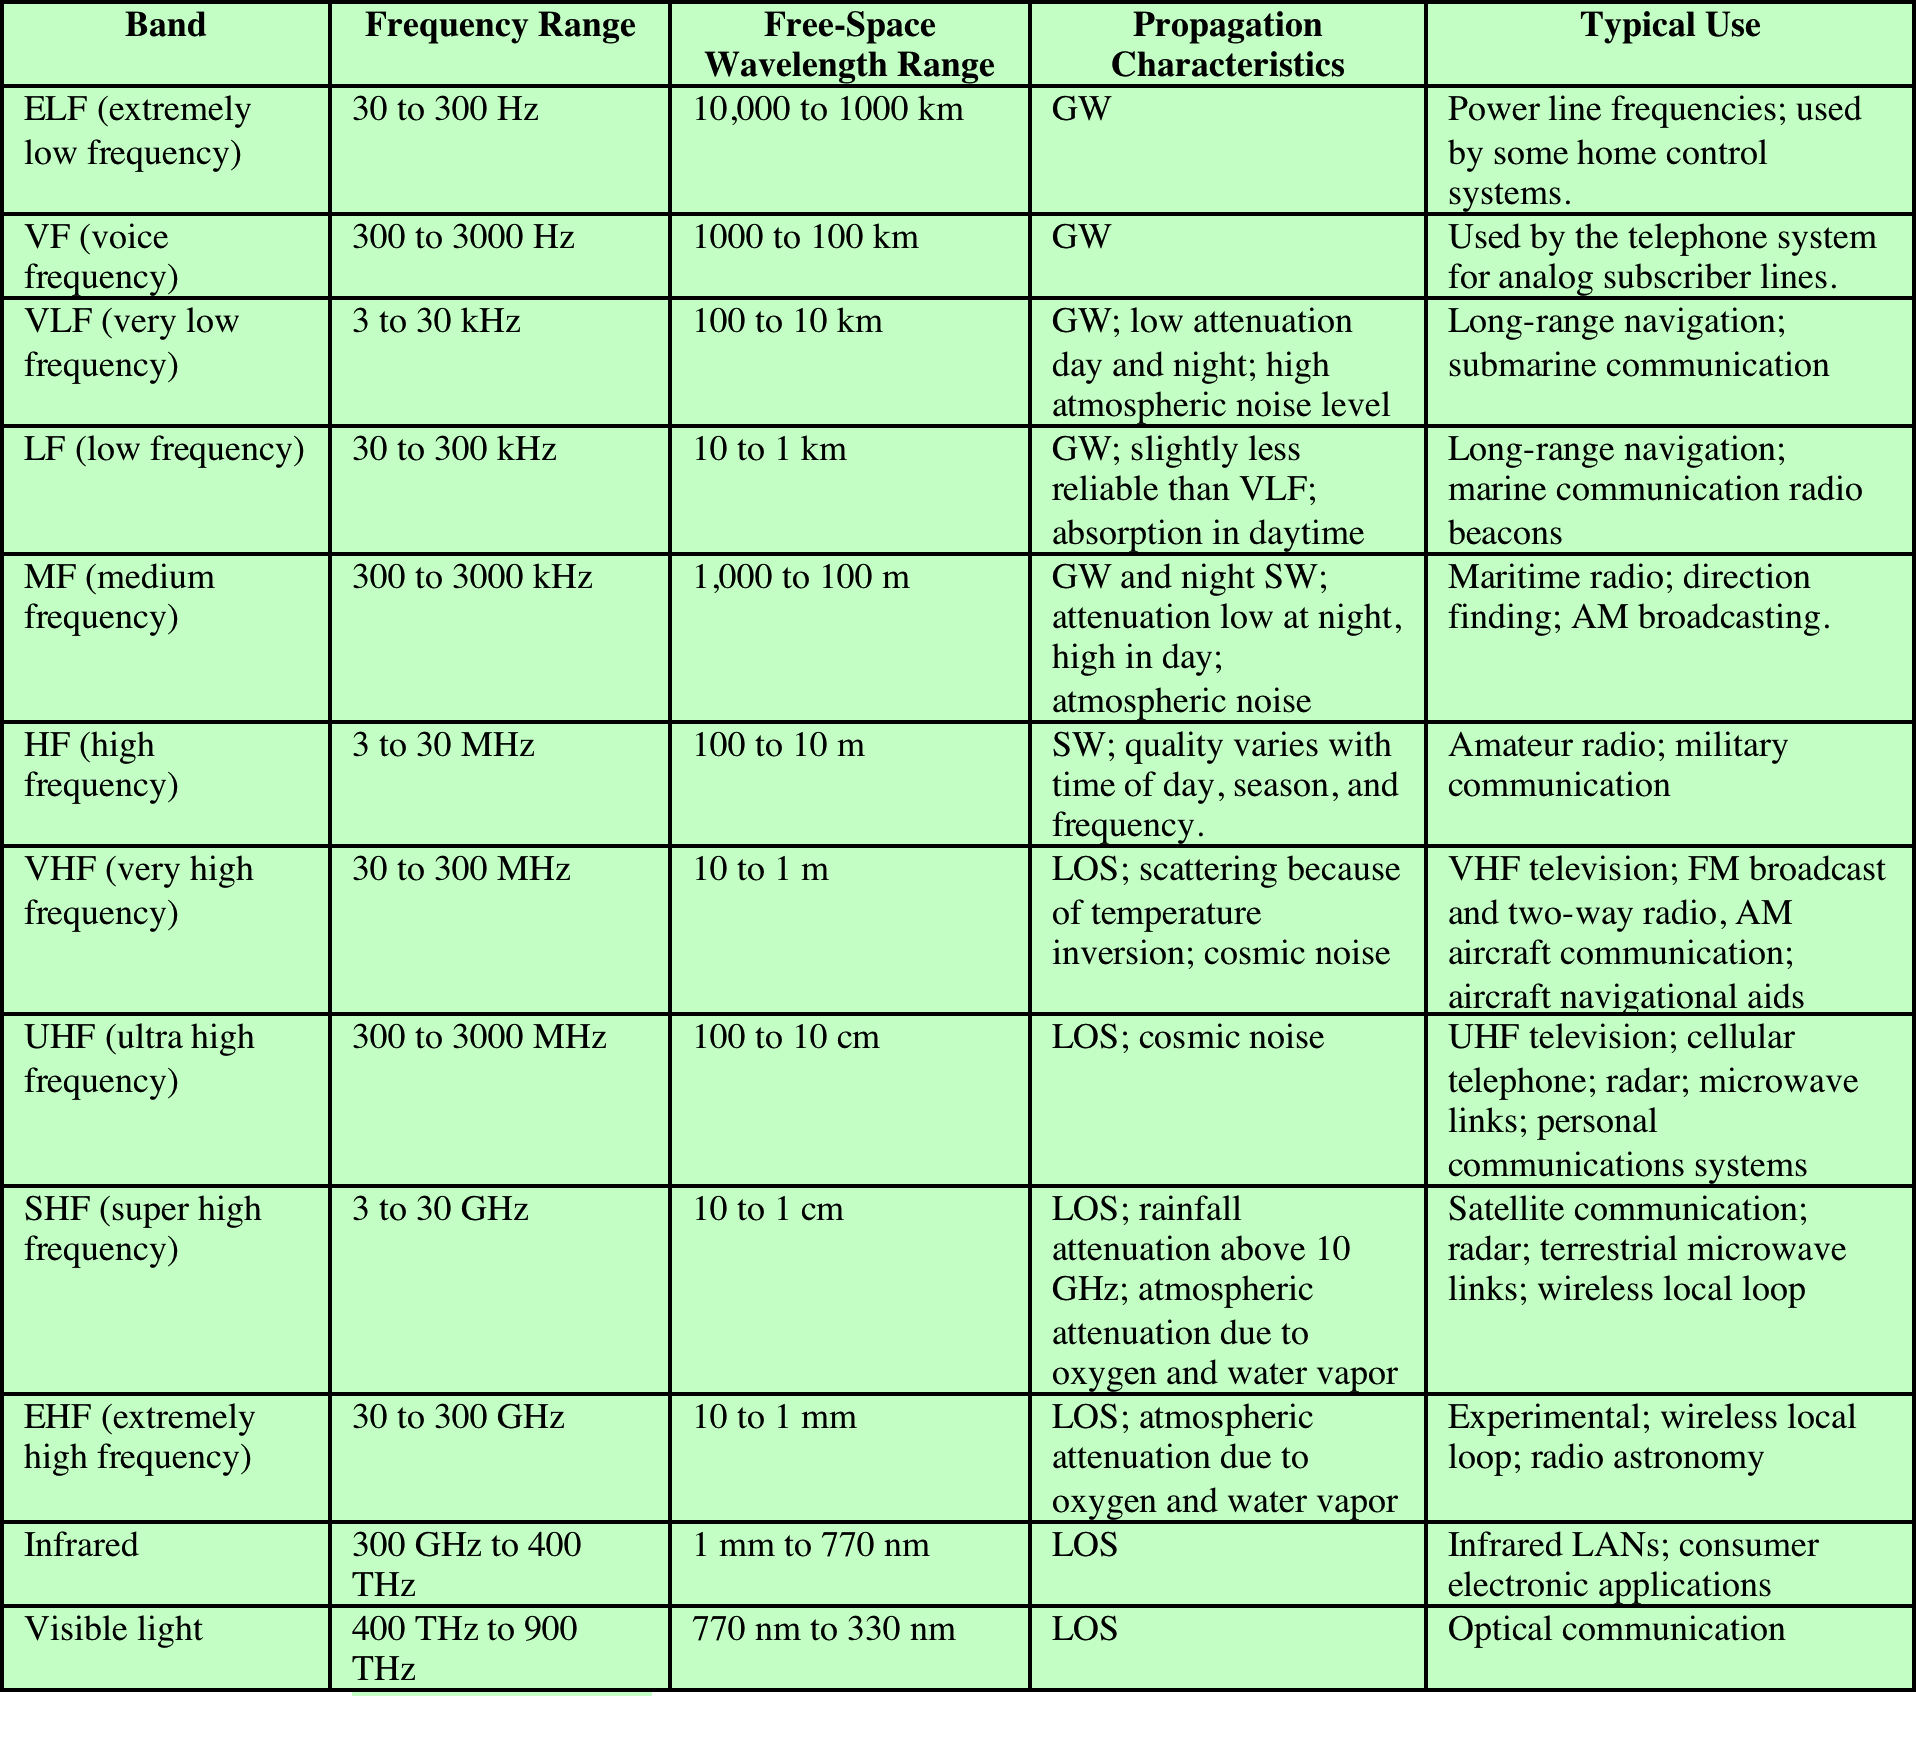 Band
Frequency Range
Free-Space
Wavelength Range
Propagation
Characteristics
Typical Use
ELF (extremely
low frequency)
30 to 300 Hz
10,000 to 1000 km
GW
Power line frequencies; used
by some home control
systems.
VF (voice
frequency)
300 to 3000 Hz
1000 to 100 km
GW
Used by the telephone system
for analog subscriber lines.
VLF (very low
frequency)
3 to 30 kHz
100 to 10 km
GW; low attenuation
day and night; high
atmospheric noise level
Long-range navigation;
submarine communication
LF (low frequency)
30 to 300 kHz
10 to 1 km
GW; slightly less
reliable than VLF;
absorption in daytime
Long-range navigation;
marine communication radio
beacons
MF (medium
frequency)
300 to 3000 kHz
1,000 to 100 m
GW and night SW;
attenuation low at night,
high in day;
atmospheric noise
Maritime radio; direction
finding; AM broadcasting.
HF (high
frequency)
3 to 30 MHz
100 to 10 m
SW; quality varies with
time of day, season, and
frequency.
Amateur radio; military
communication
VHF (very high
frequency)
30 to 300 MHz
10 to 1 m
LOS; scattering because
of temperature
inversion; cosmic noise
VHF television; FM broadcast
and two-way radio, AM
aircraft communication;
aircraft navigational aids
UHF (ultra high
frequency)
300 to 3000 MHz
100 to 10 cm
LOS; cosmic noise
UHF television; cellular
telephone; radar; microwave
links; personal
communications systems
SHF (super high
frequency)
3 to 30 GHz
10 to 1 cm
LOS; rainfall
attenuation above 10
GHz; atmospheric
attenuation due to
oxygen and water vapor
Satellite communication;
radar; terrestrial microwave
links; wireless local loop
EHF (extremely
high frequency)
30 to 300 GHz
10 to 1 mm
LOS; atmospheric
attenuation due to
oxygen and water vapor
Experimental; wireless local
loop; radio astronomy
Infrared
300 GHz to 400
THz
1 mm to 770 nm
LOS
Infrared LANs; consumer
electronic applications
Visible light
400 THz to 900
THz
770 nm to 330 nm
LOS
Optical communication